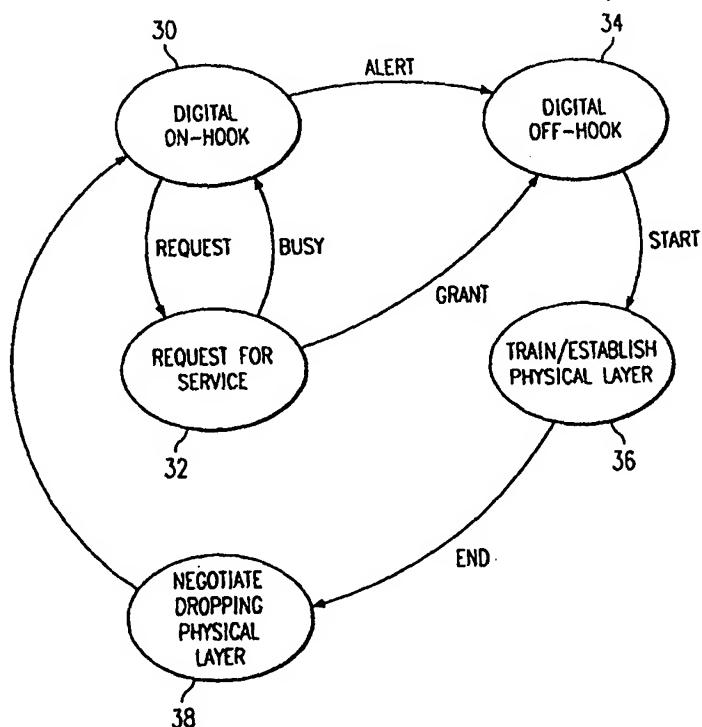 30
34
DIGITAL
ON-HOOK
ALERT
DIGITAL
OFF-HOOK
REQUEST
BUSY
START
GRANT
REQUEST FOR
SERVICE
TRAIN/ESTABLISH
PHYSICAL LAYER
32
36
END
NEGOTIATE
DROPPING
PHYSICAL
LAYER
38